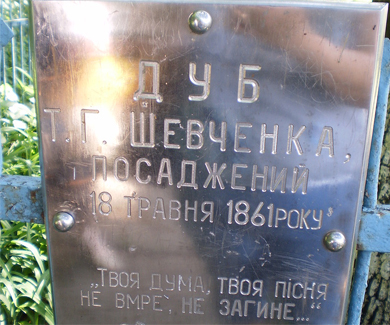 ДУБ
Т.Г. ШЕВЧЕНКА,
ПОСАДЖЕНИЙ
18 ТРАВНЯ 1861 РОКУ
„ТВОЯ ДУМА, ТВОЯ ПІСНЯ
НЕ ВМРЕ, НЕ ЗАГИНЕ..."